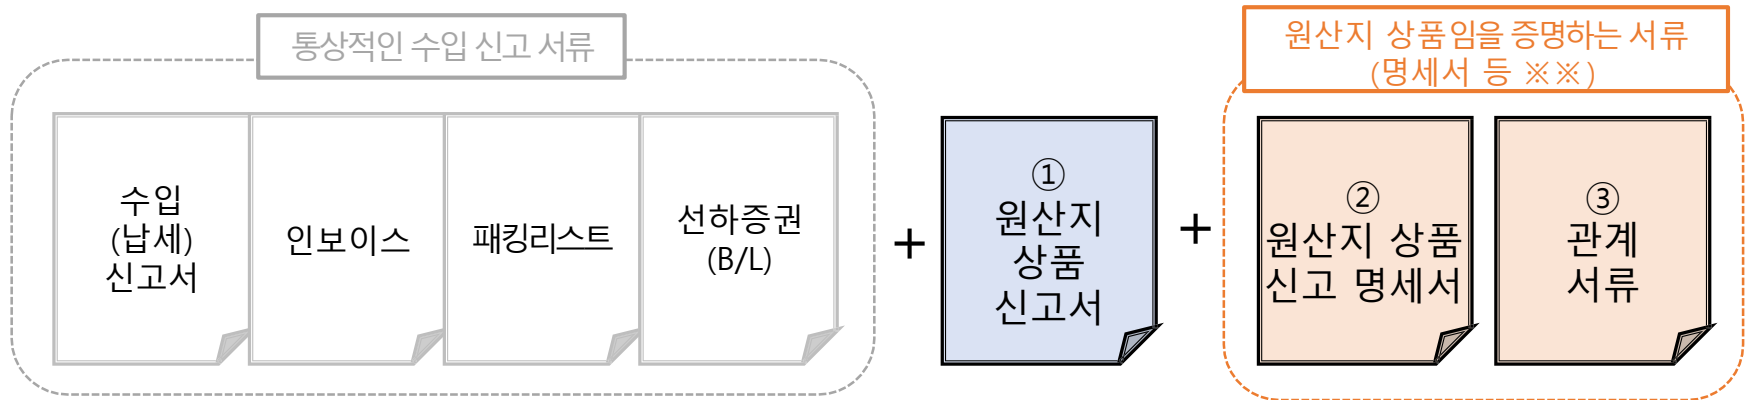 통상적인 수입 신고 서류
원산지 상품임을 증명하는 서류
(명세서 등 ※※)
수입
(납세)
신고서
인보이스
패킹리스트
선하증권
(B/L)
+
①
원산지
상품
신고서
+
②
원산지 상품
신고 명세서
③
관계
서류